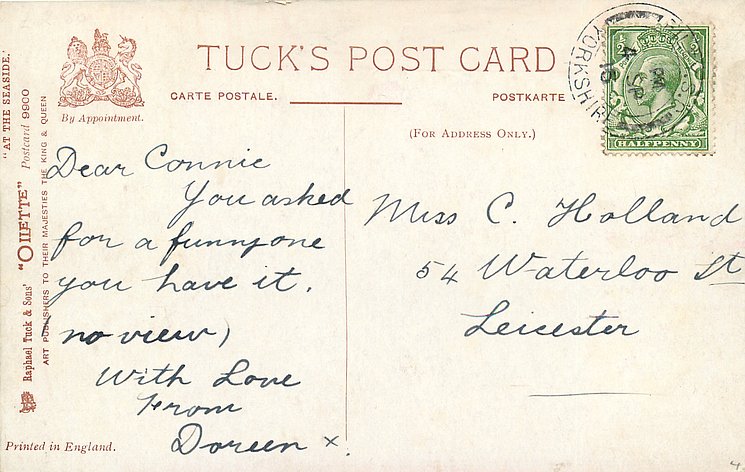 TUCK'S POST CARD
CARTE POSTALE.
POSTKARTE
(FOR ADDRESS ONLY.)
By Appointment.
"AT THE SEASIDE."
"OILETTE" Postcard 9900
Raphael Tuck & Sons'
ART PUBLISHERS TO THEIR MAJESTIES THE KING & QUEEN
Printed in England.
YORKSHIRE
HALFPENNY
Dear Connie
You asked
for a funny one
you have it.
(no view)
With Love
From
Doreen x.
Miss C. Holland
54 Waterloo St
Leicester